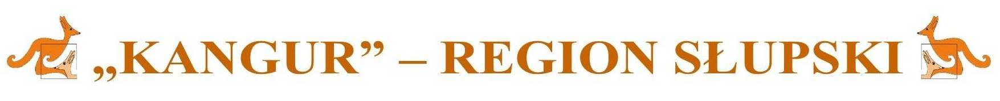 „KANGUR” – REGION SŁUPSKI